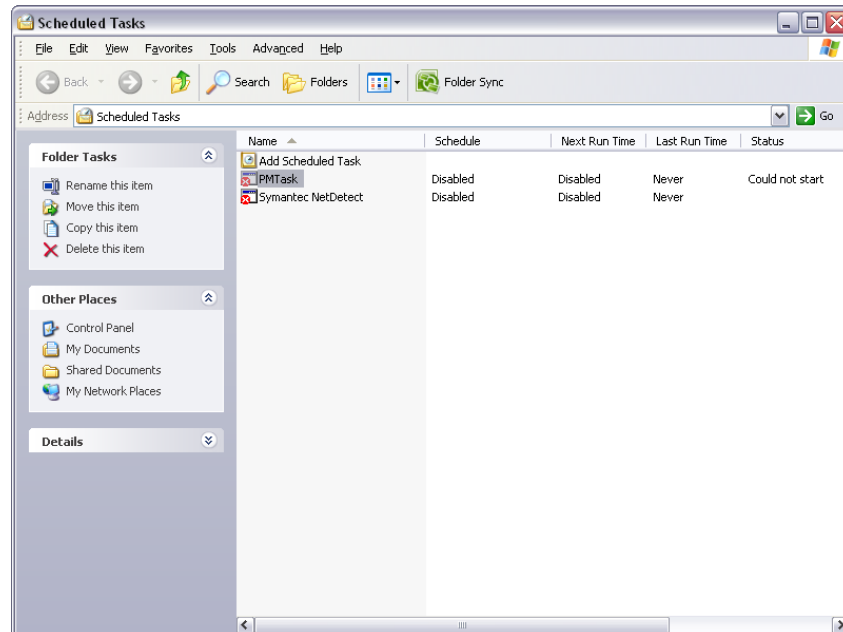 Scheduled Tasks
File Edit View Favorites Tools Advanced Help
Back Search Folders Folder Sync
Address Scheduled Tasks Go
Folder Tasks
Rename this item
Move this item
Copy this item
Delete this item
Other Places
Control Panel
My Documents
Shared Documents
My Network Places
Details
Name Schedule Next Run Time Last Run Time Status
Add Scheduled Task
PMTask Disabled Disabled Never Could not start
Symantec NetDetect Disabled Disabled Never